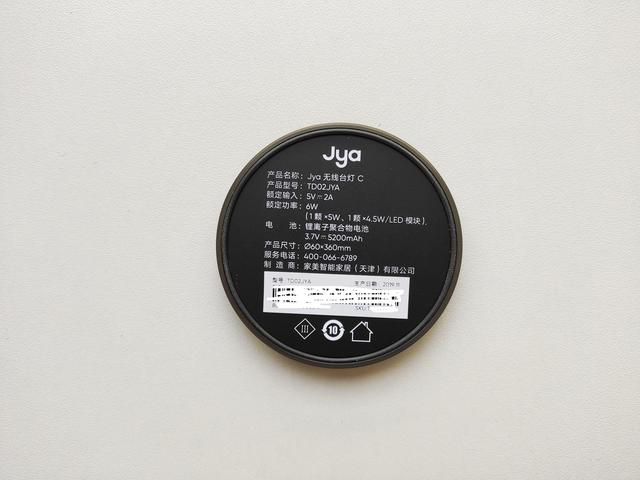 Jya
产品名称：Jya 无线台灯 C
产品型号：TD02JYA
额定输入：5V⎓2A
额定功率：6W
(1 颗 ×5W、1 颗 ×4.5W/LED 模块),
电 池：锂离子聚合物电池
3.7V⎓5200mAh
产品尺寸：Ø60×360mm
服务电话：400-066-6789
制 造 商：家美智能家居（天津）有限公司
型号: TD02JYA 生产日期: 2019.11
SKU:
III 10